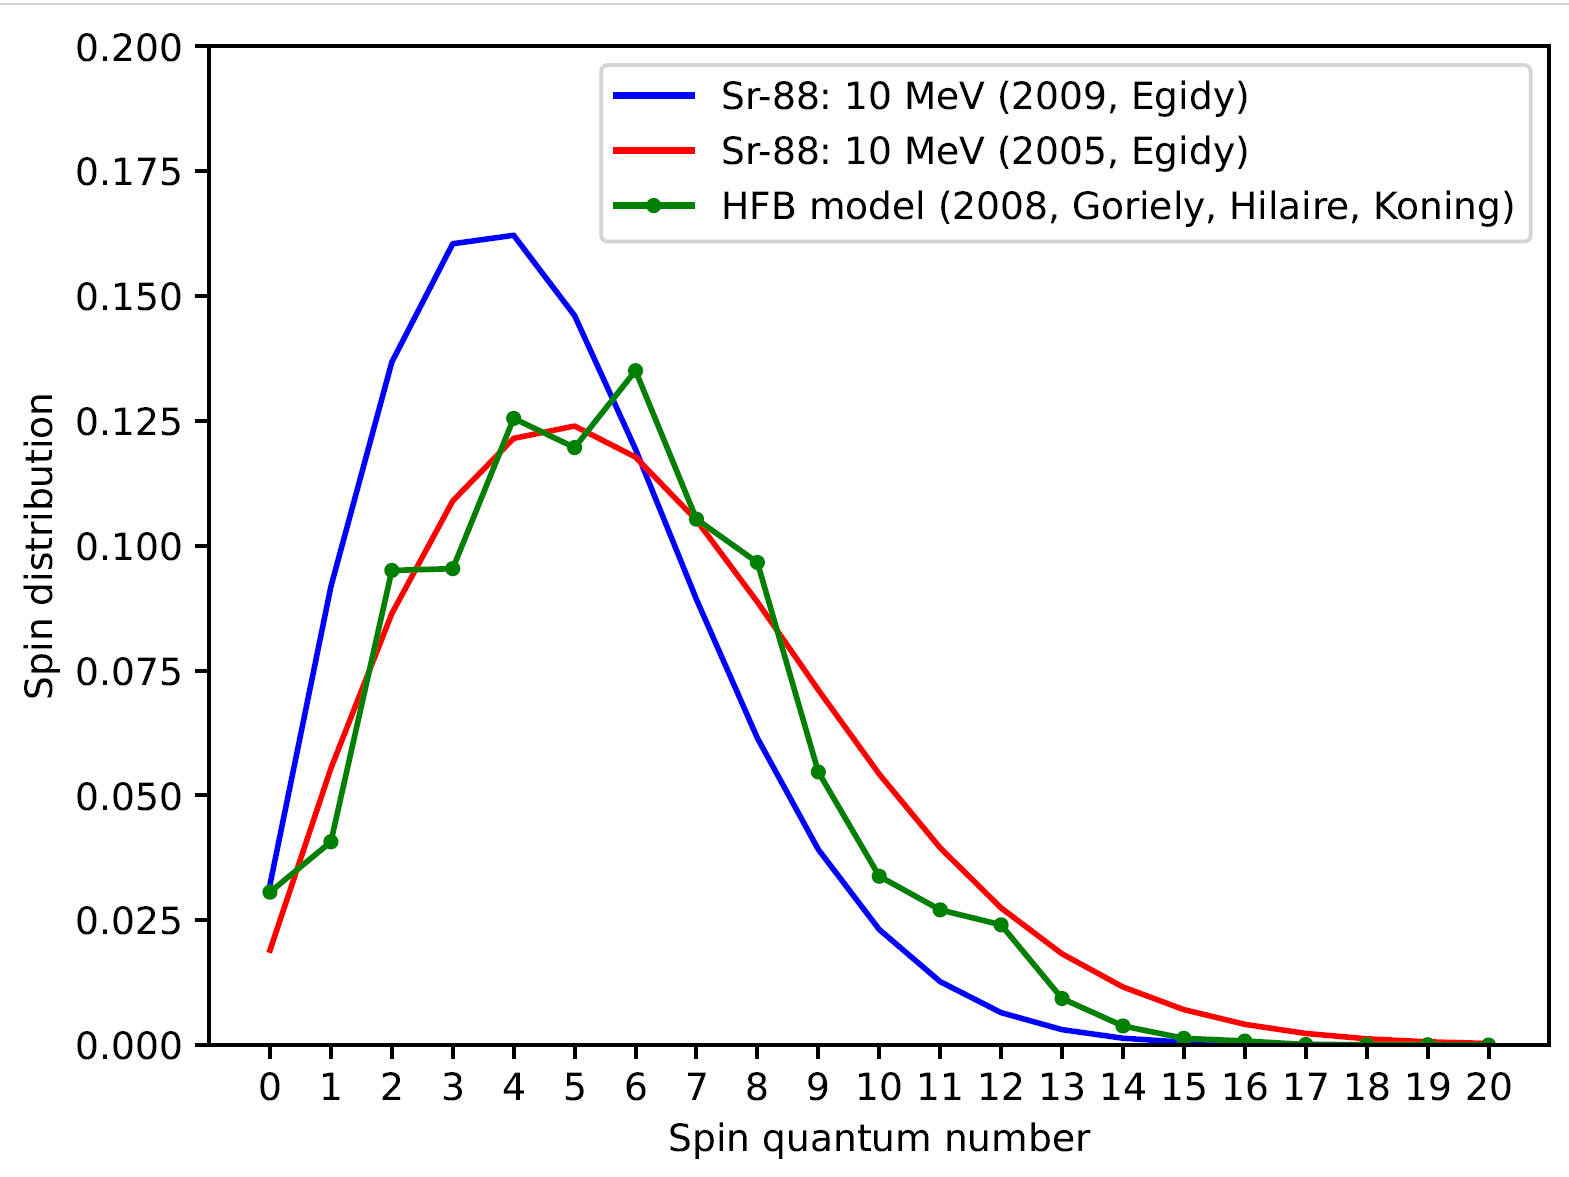 0.200
0.175
0.150
0.125
0.100
0.075
0.050
0.025
0.000
Spin distribution
Sr-88: 10 MeV (2009, Egidy)
Sr-88: 10 MeV (2005, Egidy)
HFB model (2008, Goriely, Hilaire, Koning)
0 1 2 3 4 5 6 7 8 9 10 11 12 13 14 15 16 17 18 19 20
Spin quantum number